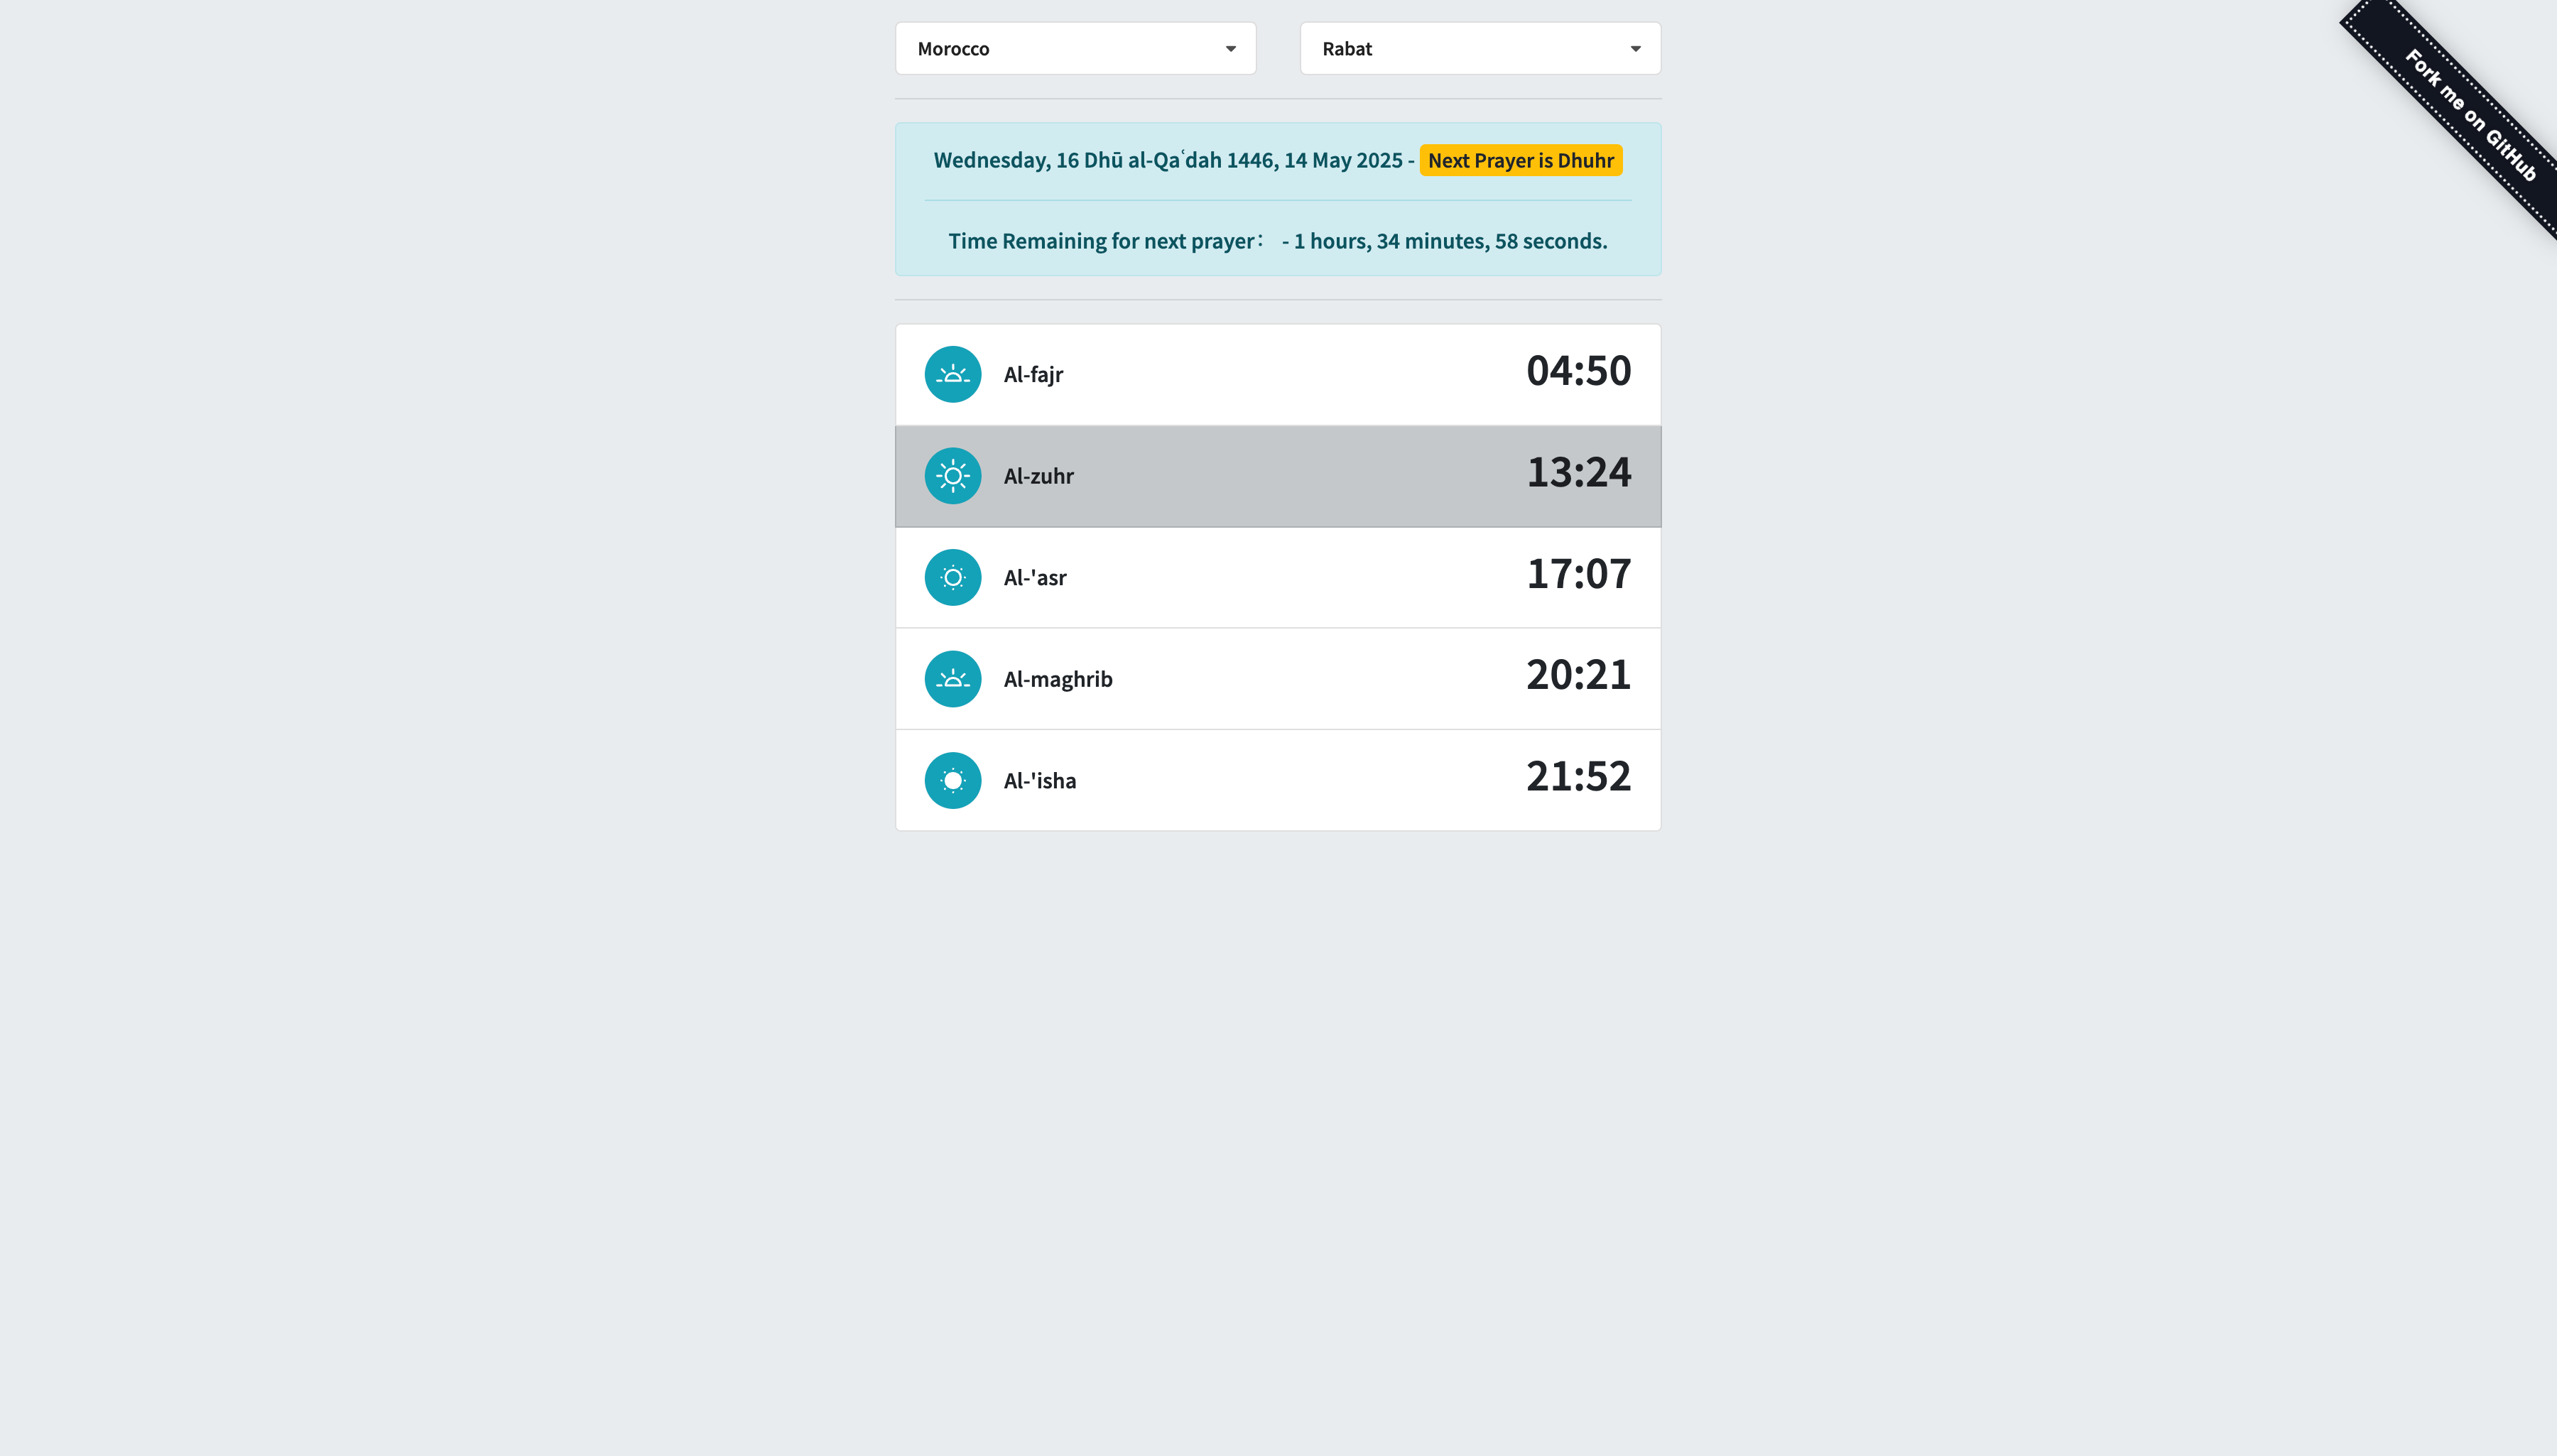 Morocco
Rabat
Fork me on GitHub
Wednesday, 16 Dhū al-Qaʿdah 1446, 14 May 2025 - Next Prayer is Dhuhr
Time Remaining for next prayer : - 1 hours, 34 minutes, 58 seconds.
Al-fajr 04:50
Al-zuhr 13:24
Al-'asr 17:07
Al-maghrib 20:21
Al-'isha 21:52